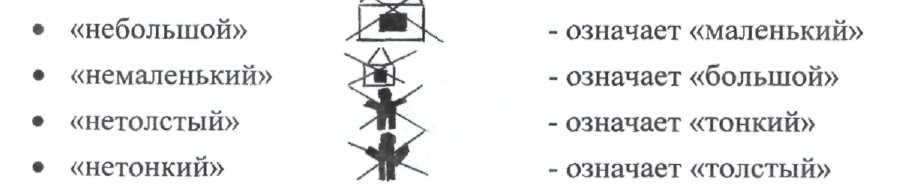 • «небольшой» - означает «маленький»
• «немаленький» - означает «большой»
• «нетолстый» - означает «тонкий»
• «нетонкий» - означает «толстый»